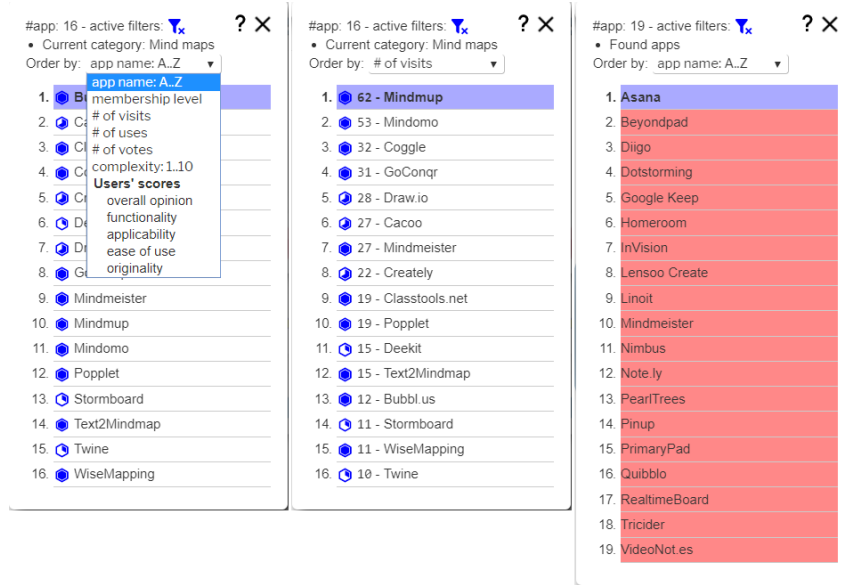 #app: 16 - active filters:
? ✕
• Current category: Mind maps
Order by: app name: A..Z ▼
app name: A..Z
membership level
# of visits
# of uses
# of votes
complexity: 1..10
Users' scores
overall opinion
functionality
applicability
ease of use
originality
1.
2.
3.
4.
5.
6.
7.
8.
9. Mindmeister
10. Mindmup
11. Mindomo
12. Popplet
13. Stormboard
14. Text2Mindmap
15. Twine
16. WiseMapping
#app: 16 - active filters:
? ✕
• Current category: Mind maps
Order by: # of visits ▼
1. 62 - Mindmup
2. 53 - Mindomo
3. 32 - Coggle
4. 31 - GoConqr
5. 28 - Draw.io
6. 27 - Cacoo
7. 27 - Mindmeister
8. 22 - Creately
9. 19 - Classtools.net
10. 19 - Popplet
11. 15 - Deekit
12. 15 - Text2Mindmap
13. 12 - Bubbl.us
14. 11 - Stormboard
15. 11 - WiseMapping
16. 10 - Twine
#app: 19 - active filters:
? ✕
• Found apps
Order by: app name: A..Z ▼
1. Asana
2. Beyondpad
3. Diigo
4. Dotstorming
5. Google Keep
6. Homeroom
7. InVision
8. Lensoo Create
9. Linoit
10. Mindmeister
11. Nimbus
12. Note.ly
13. PearlTrees
14. Pinup
15. PrimaryPad
16. Quibblo
17. RealtimeBoard
18. Tricider
19. VideoNot.es